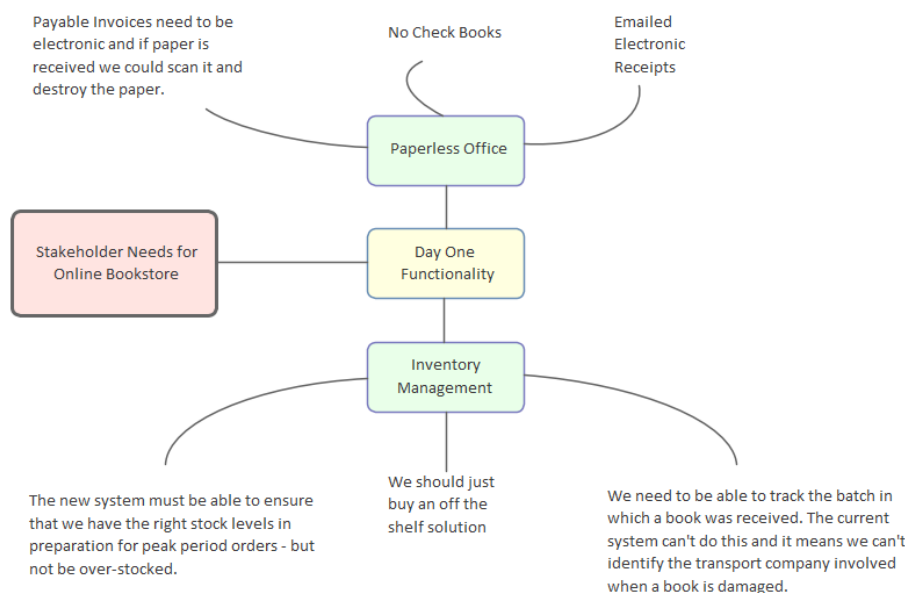 Payable Invoices need to be
electronic and if paper is
received we could scan it and
destroy the paper.
No Check Books
Emailed
Electronic
Receipts
Paperless Office
Stakeholder Needs for
Online Bookstore
Day One
Functionality
Inventory
Management
The new system must be able to ensure
that we have the right stock levels in
preparation for peak period orders - but
not be over-stocked.
We should just
buy an off the
shelf solution
We need to be able to track the batch in
which a book was received. The current
system can't do this and it means we can't
identify the transport company involved
when a book is damaged.